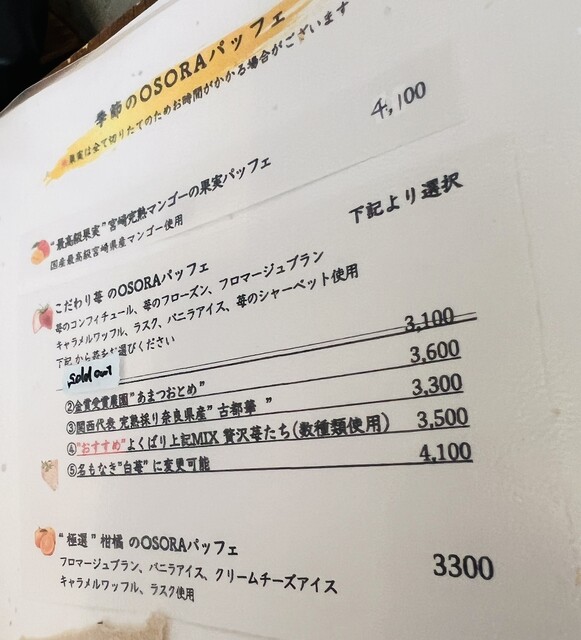 季節のOSORAパッフェ
*果実は全て切りたてのためお時間がかかる場合がございます
"最高級果実"宮崎完熟マンゴーの果実パッフェ 4,100
国産最高級宮崎県産マンゴー使用
こだわり苺 のOSORAパッフェ 下記より選択
苺のコンフィチュール、苺のフローズン、フロマージュブラン
キャラメルワッフル、ラスク、バニラアイス、苺のシャーベット使用
下記から苺をお選びください
Sold out 3,100
②金賞受賞農園"あまつおとめ" 3,600
③関西代表 完熟採り奈良県産"古都華" 3,300
④"おすすめ"よくばり上記MIX 贅沢苺たち(数種類使用) 3,500
⑤名もなき"白苺"に変更可能 4,100
"極選"柑橘 のOSORAパッフェ 3300
フロマージュブラン、バニラアイス、クリームチーズアイス
キャラメルワッフル、ラスク使用